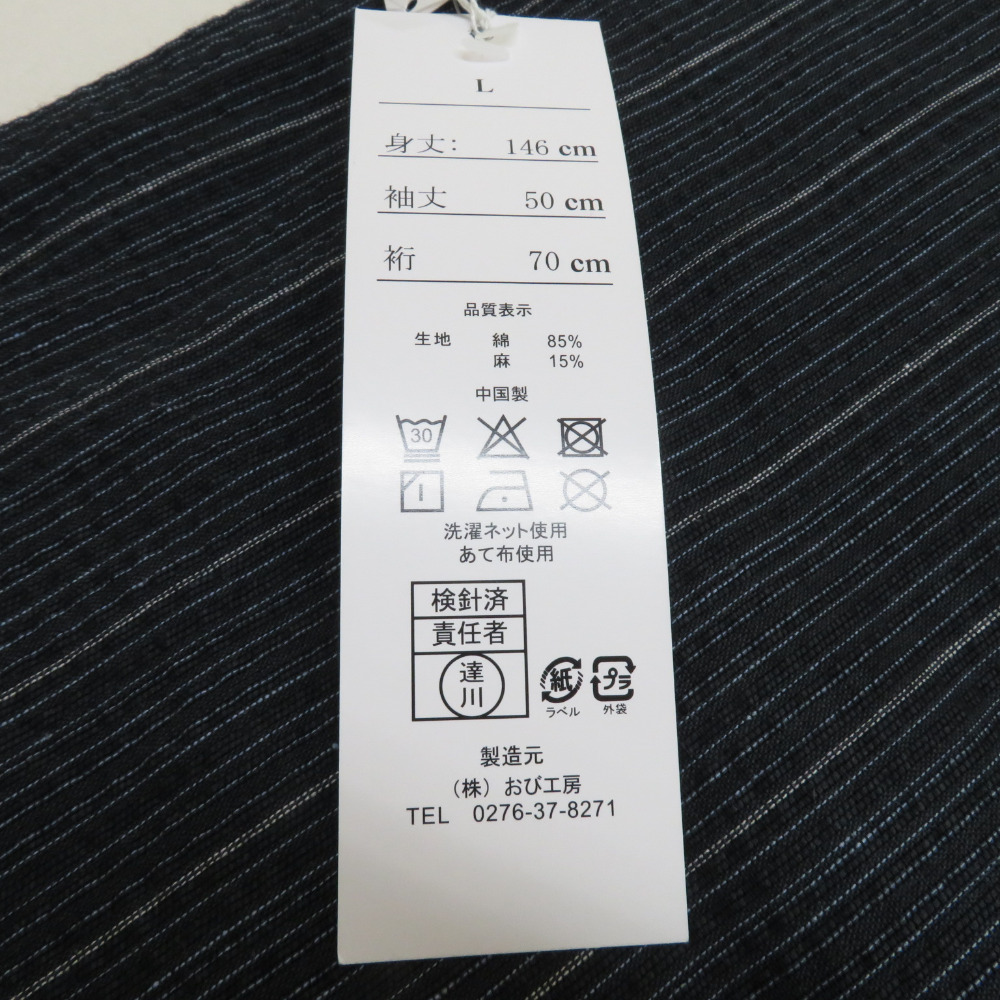 L
身丈: 146 cm
袖丈 50 cm
裄 70 cm
品質表示
生地 綿 85%
麻 15%
中国製
30
洗濯ネット使用
あて布使用
検針済
責任者
達川
紙 プラ
ラベル 外袋
製造元
（株）おび工房
TEL 0276-37-8271